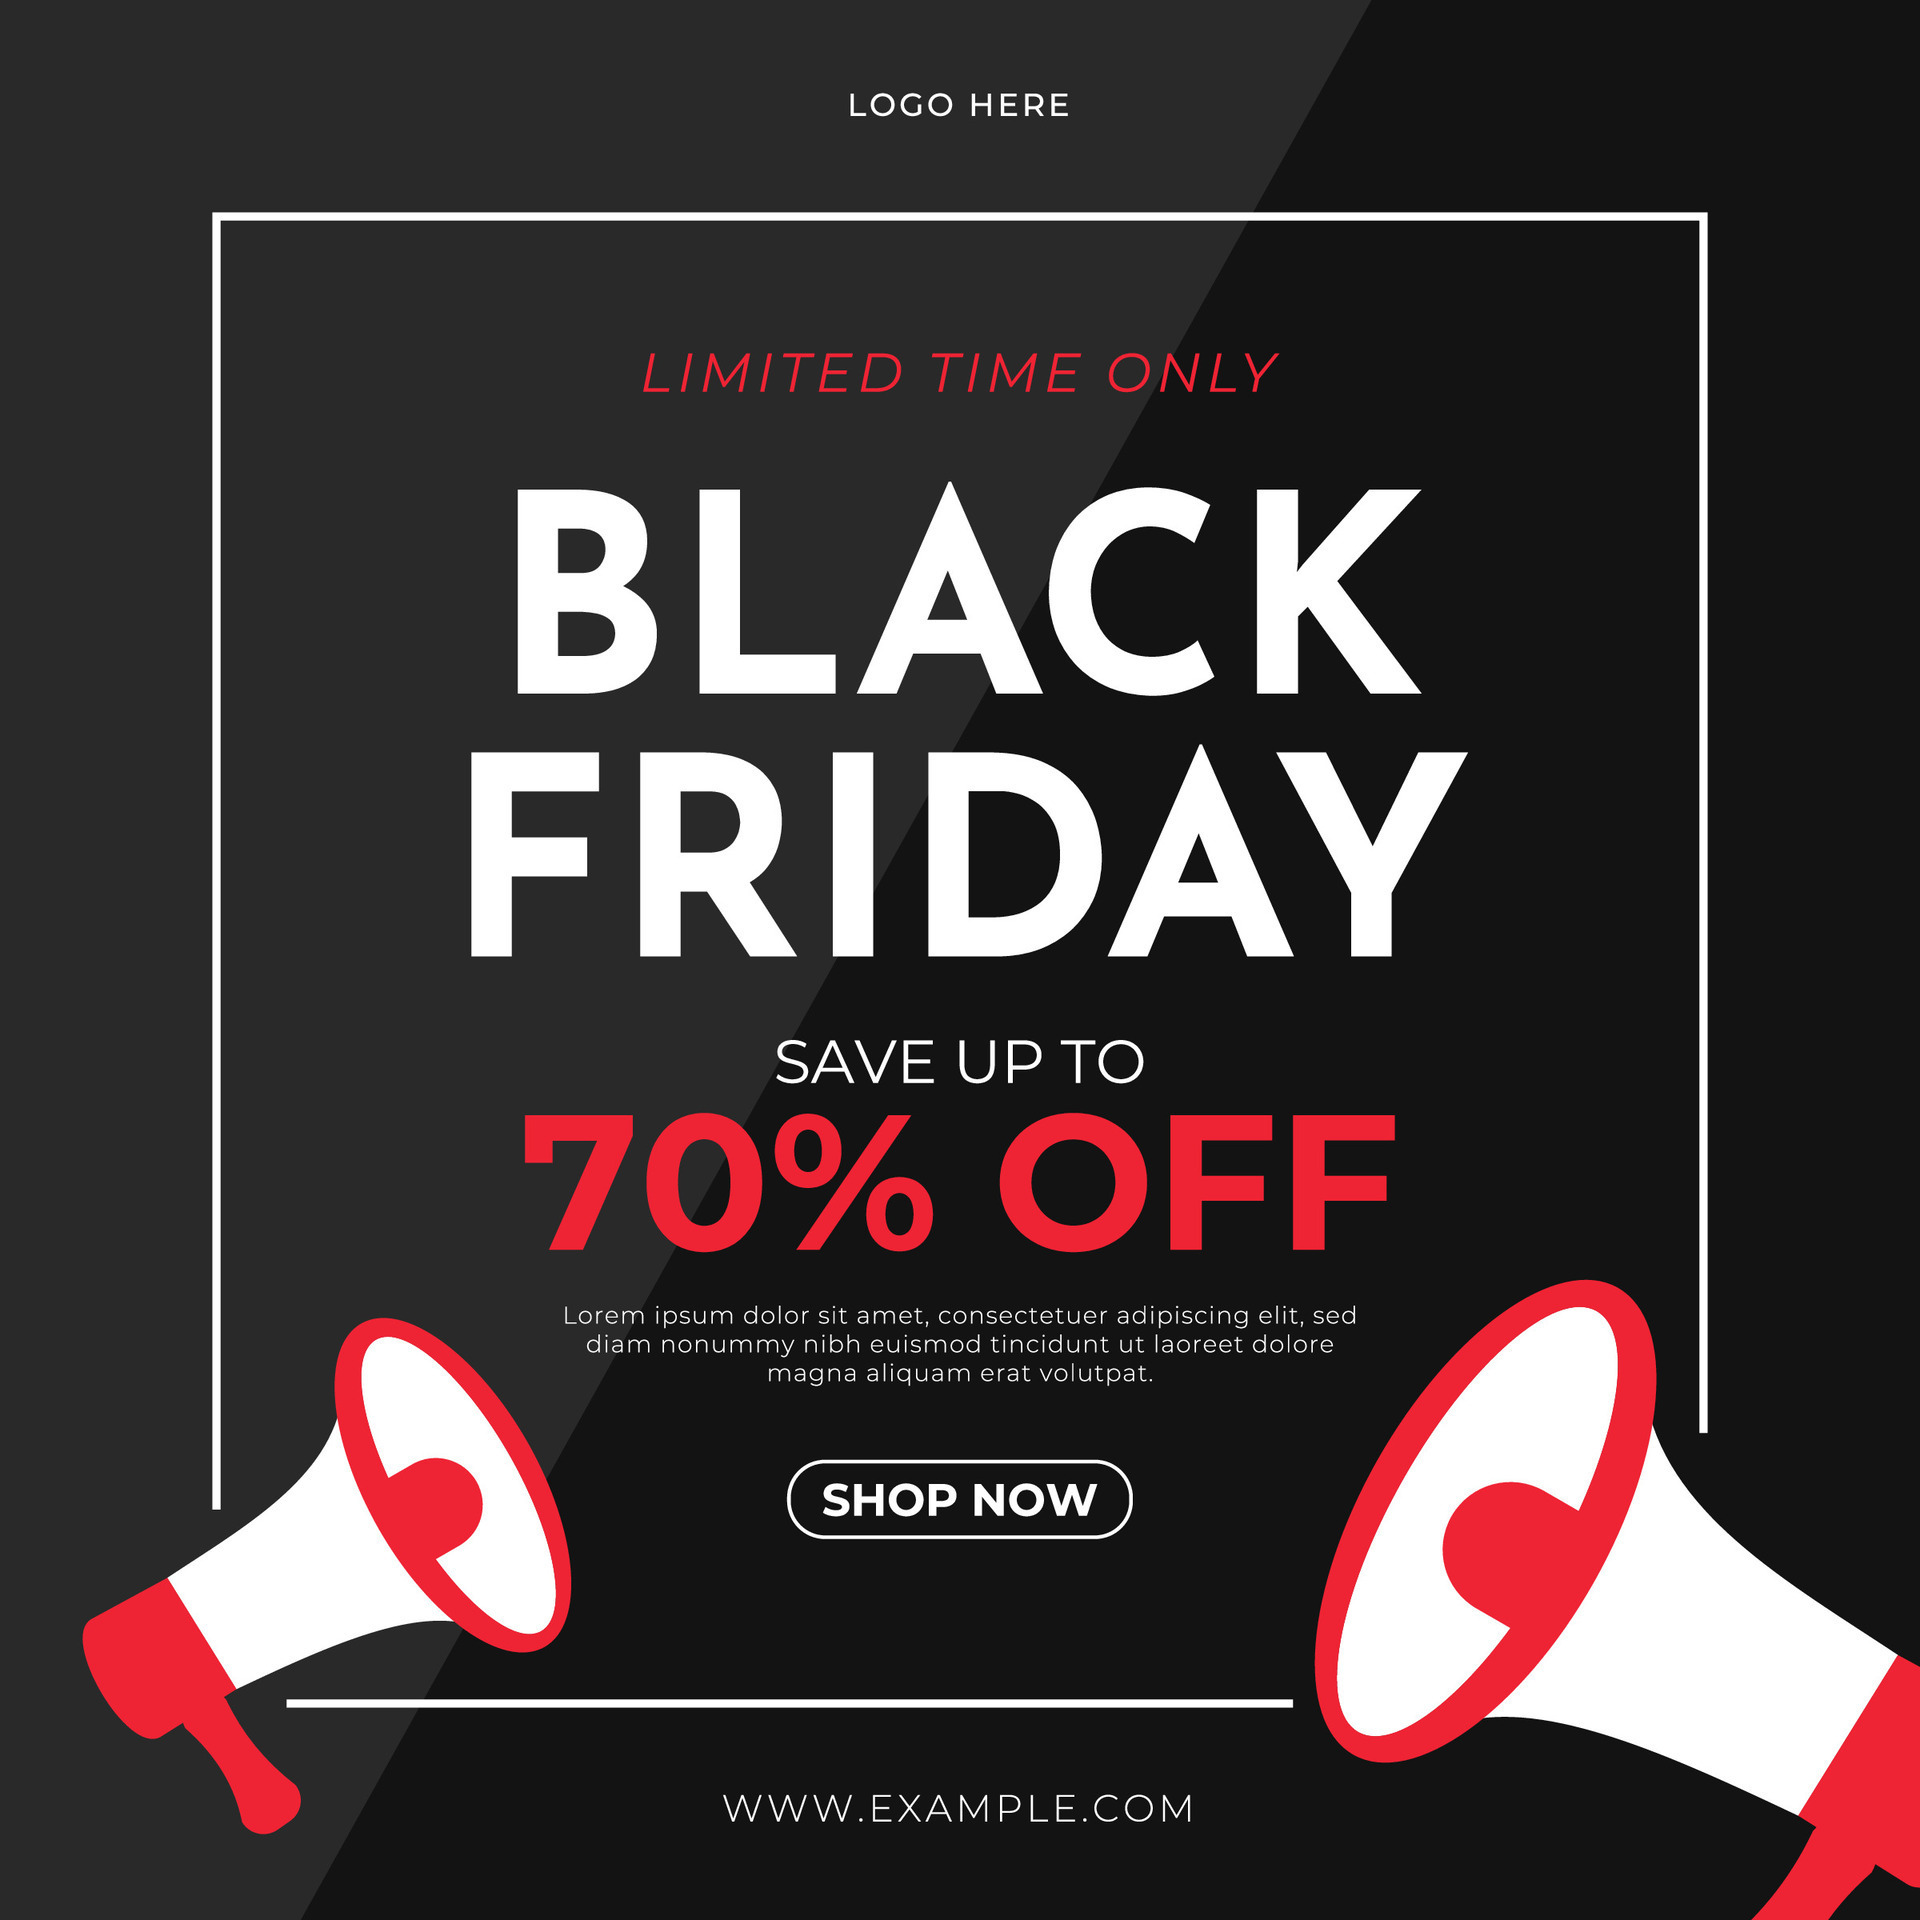 LOGO HERE
LIMITED TIME ONLY
BLACK
FRIDAY
SAVE UP TO
70% OFF
Lorem ipsum dolor sit amet, consectetuer adipiscing elit, sed
diam nonummy nibh euismod tincidunt ut laoreet dolore
magna aliquam erat volutpat.
SHOP NOW
WWW.EXAMPLE.COM